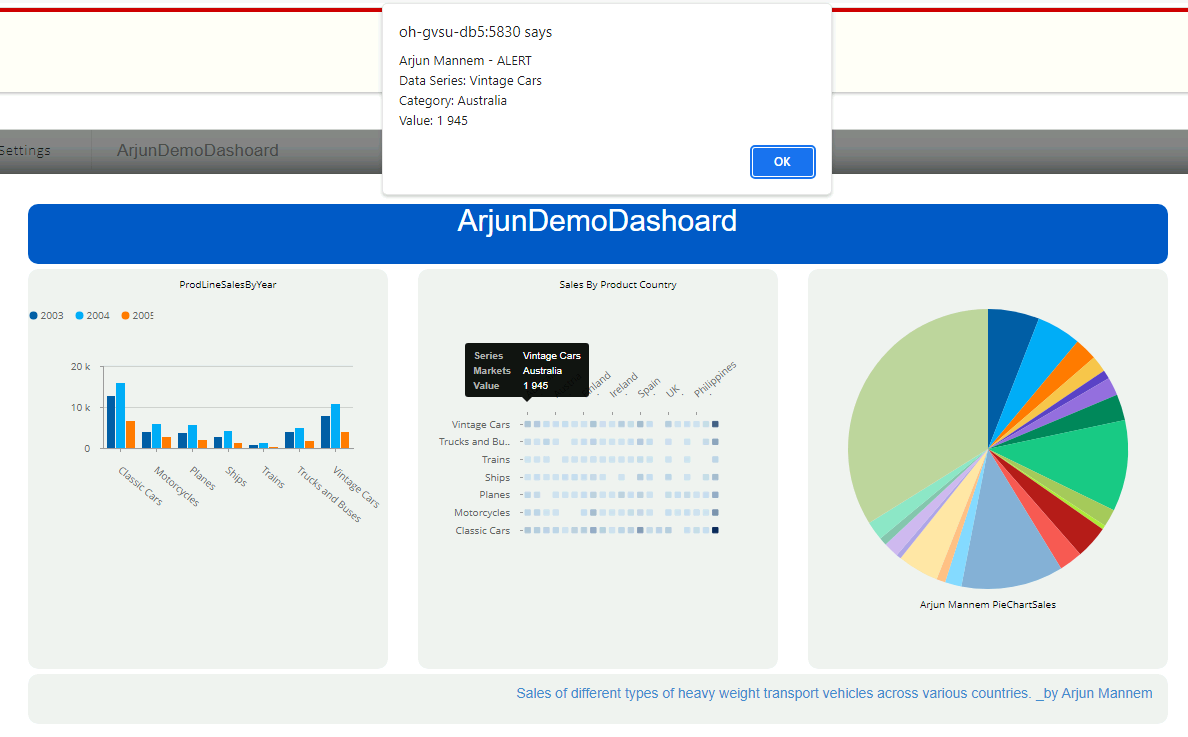 oh-gvsu-db5:5830 says
Arjun Mannem - ALERT
Data Series: Vintage Cars
Category: Australia
Value: 1 945
OK
Settings
ArjunDemoDashoard
ArjunDemoDashoard
ProdLineSalesByYear
2003 2004 2005
20 k
10 k
0
Classic Cars
Motorcycles
Planes
Ships
Trains
Trucks and Buses
Vintage Cars
Sales By Product Country
Series Vintage Cars
Markets Australia
Value 1 945
Ireland
Spain
UK
Philippines
Vintage Cars
Trucks and Bu..
Trains
Ships
Planes
Motorcycles
Classic Cars
Arjun Mannem PieChartSales
Sales of different types of heavy weight transport vehicles across various countries. _by Arjun Mannem